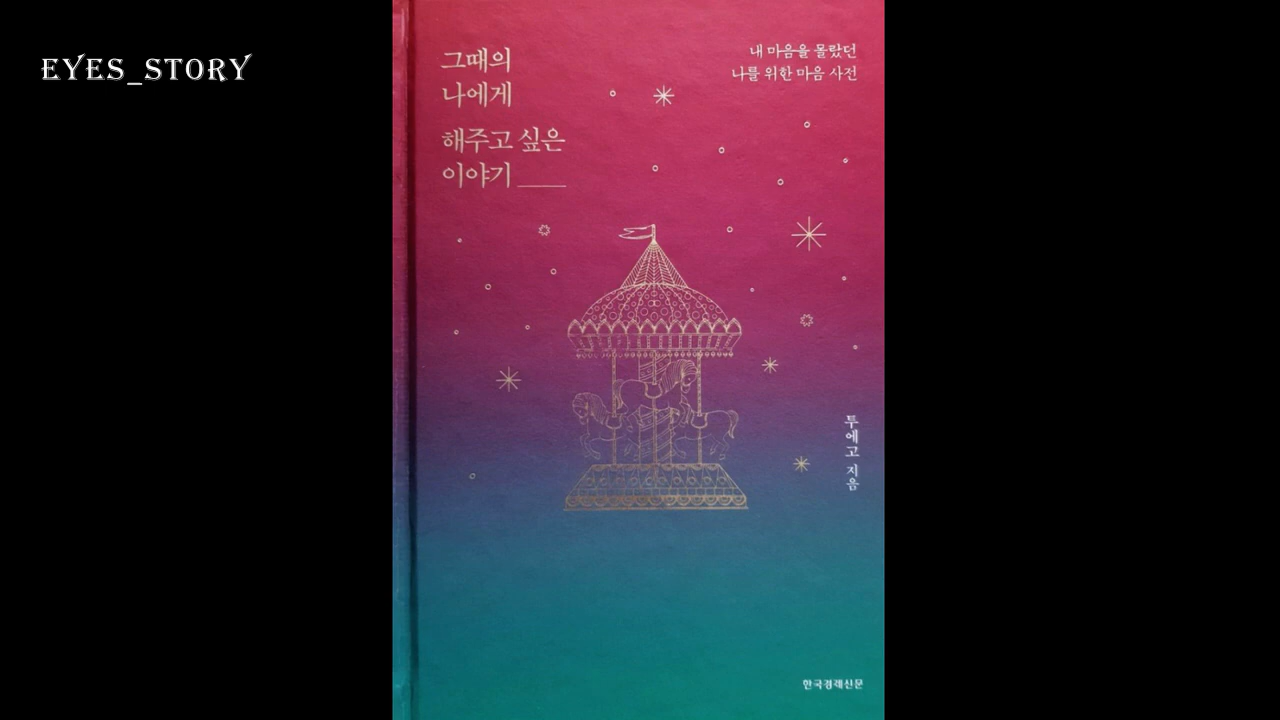 EYES_STORY
그때의
나에게
해주고 싶은
이야기
내 마음을 몰랐던
나를 위한 마음 사전
투에고 지음
한국경제신문